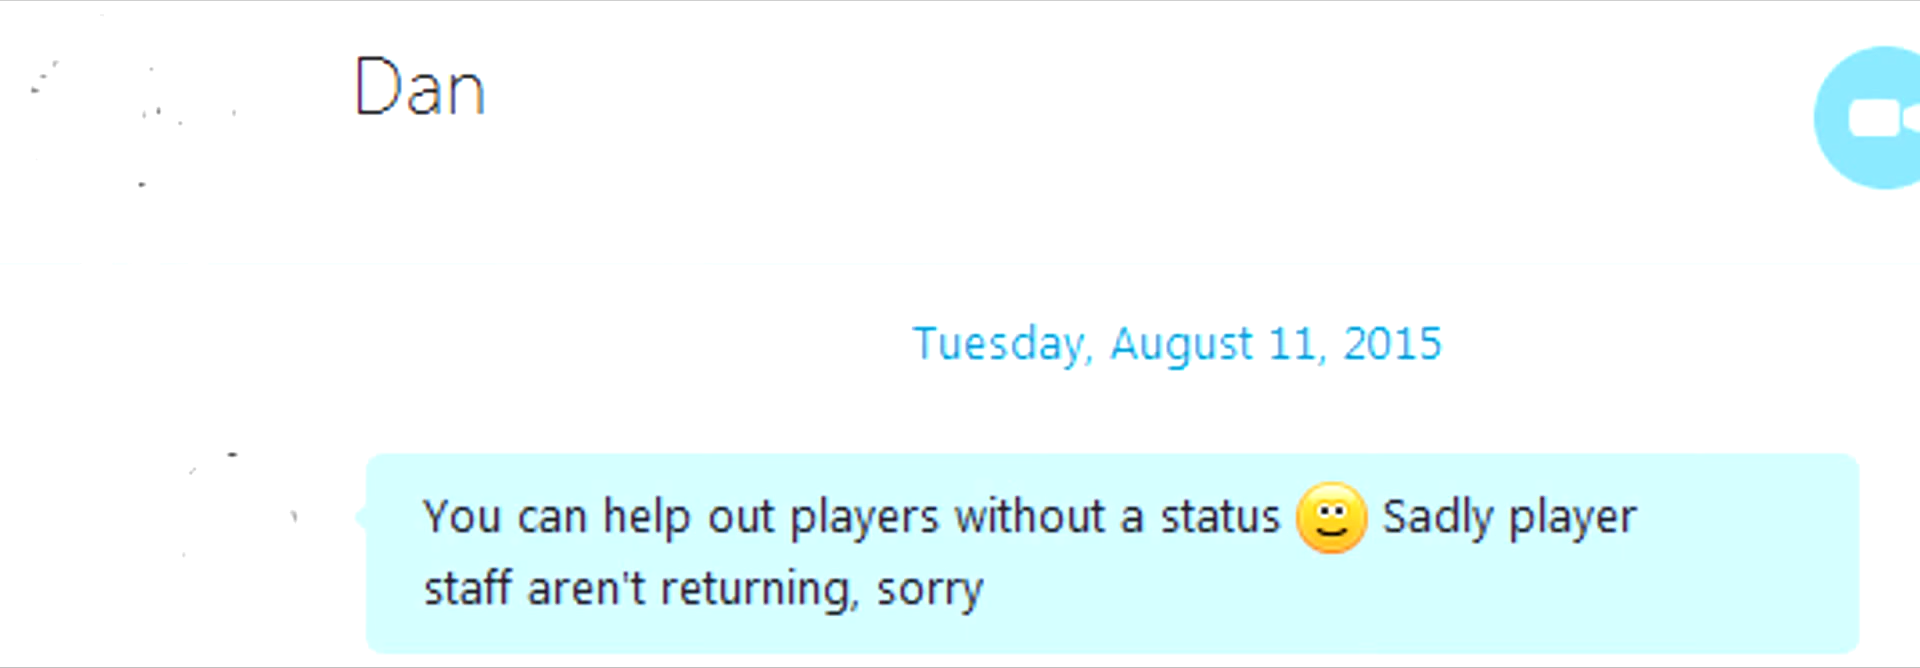 Dan
Tuesday, August 11, 2015
You can help out players without a status Sadly player
staff aren't returning, sorry